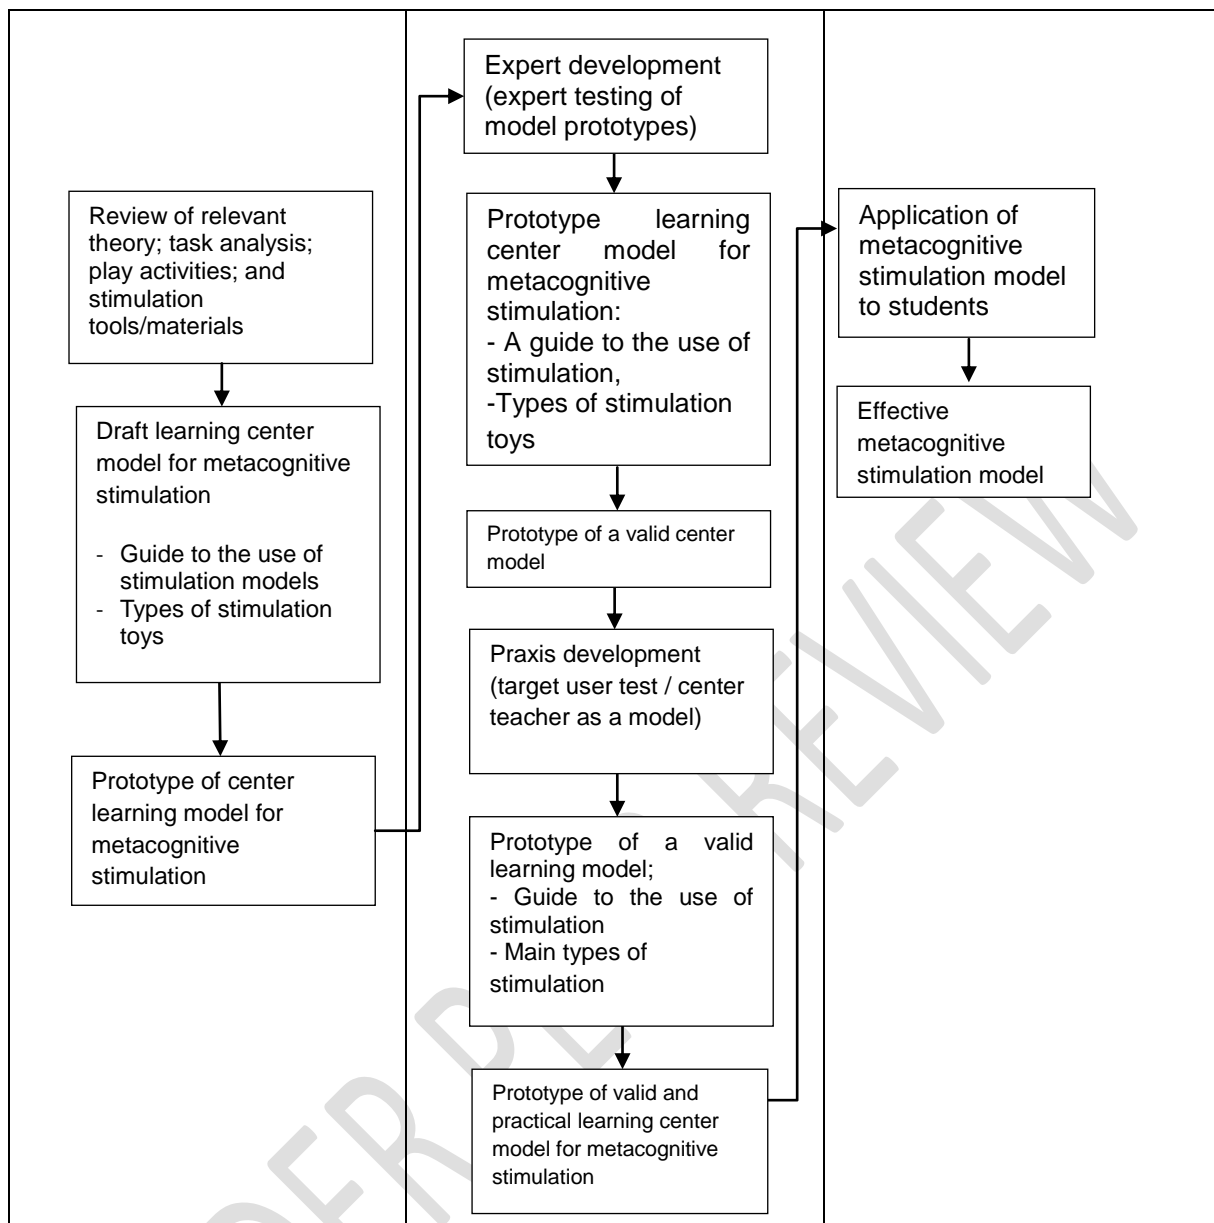 Review of relevant
theory; task analysis;
play activities; and
stimulation
tools/materials
Draft learning center
model for metacognitive
stimulation
- Guide to the use of
stimulation models
- Types of stimulation
toys
Prototype of center
learning model for
metacognitive
stimulation
Expert development
(expert testing of
model prototypes)
Prototype learning
center model for
metacognitive
stimulation:
- A guide to the use of
stimulation,
-Types of stimulation
toys
Prototype of a valid center
model
Praxis development
(target user test / center
teacher as a model)
Prototype of a valid
learning model;
- Guide to the use of
stimulation
- Main types of
stimulation
Prototype of valid and
practical learning center
model for metacognitive
stimulation
Application of
metacognitive
stimulation model
to students
Effective
metacognitive
stimulation model
REVIEW